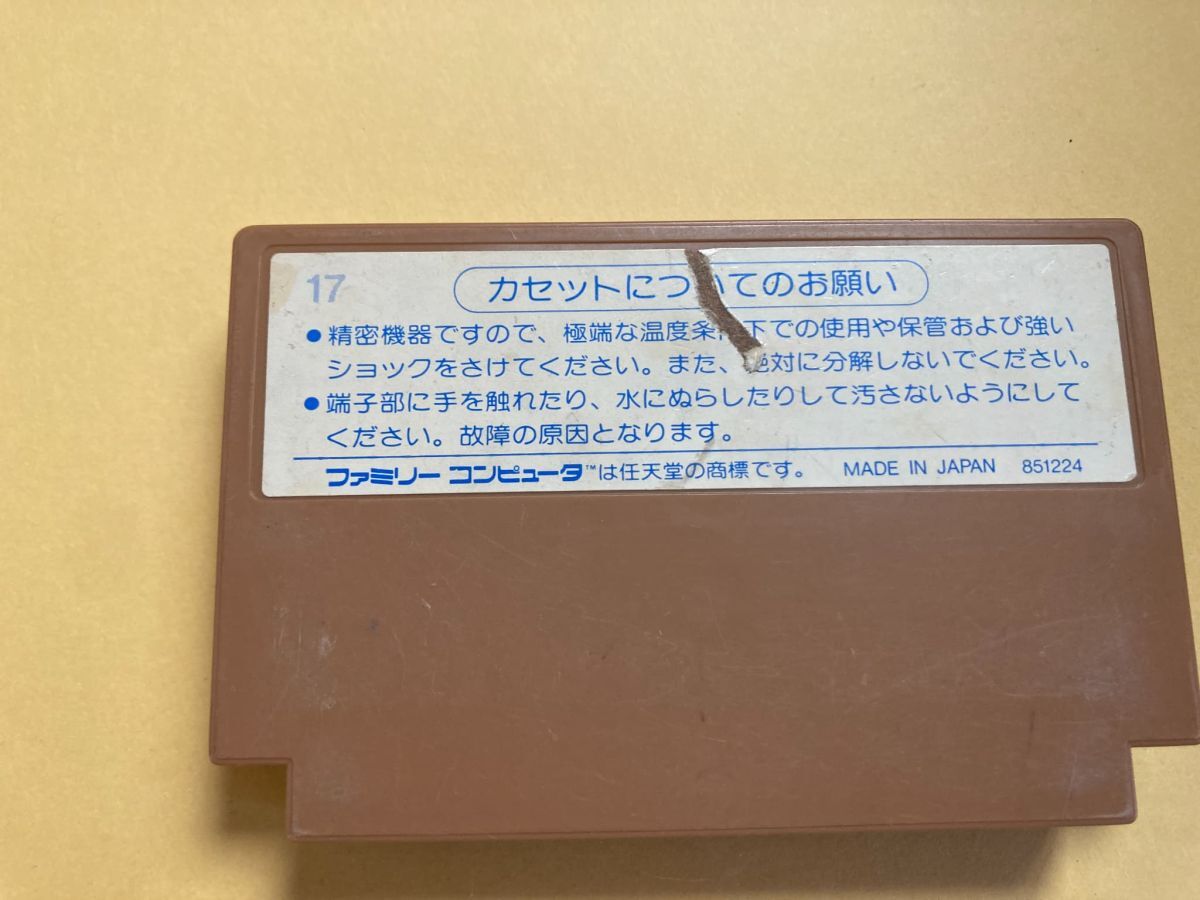 17
カセットについてのお願い
●精密機器ですので、極端な温度条下での使用や保管および強い
ショックをさけてください。また、絶対に分解しないでください。
●端子部に手を触れたり、水にぬらしたりして汚さないようにして
ください。故障の原因となります。
ファミリー コンピュータ™は任天堂の商標です。 MADE IN JAPAN 851224